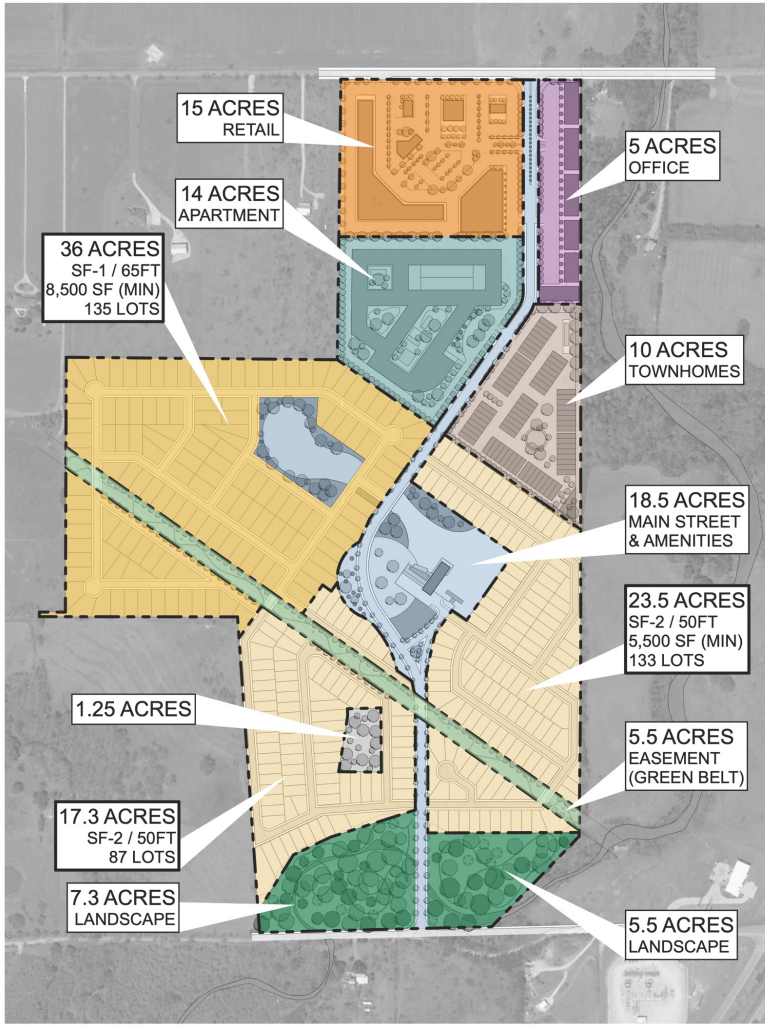 15 ACRES
RETAIL
5 ACRES
OFFICE
14 ACRES
APARTMENT
36 ACRES
SF-1 / 65FT
8,500 SF (MIN)
135 LOTS
10 ACRES
TOWNHOMES
18.5 ACRES
MAIN STREET
& AMENITIES
23.5 ACRES
SF-2 / 50FT
5,500 SF (MIN)
133 LOTS
1.25 ACRES
5.5 ACRES
EASEMENT
(GREEN BELT)
17.3 ACRES
SF-2 / 50FT
87 LOTS
7.3 ACRES
LANDSCAPE
5.5 ACRES
LANDSCAPE